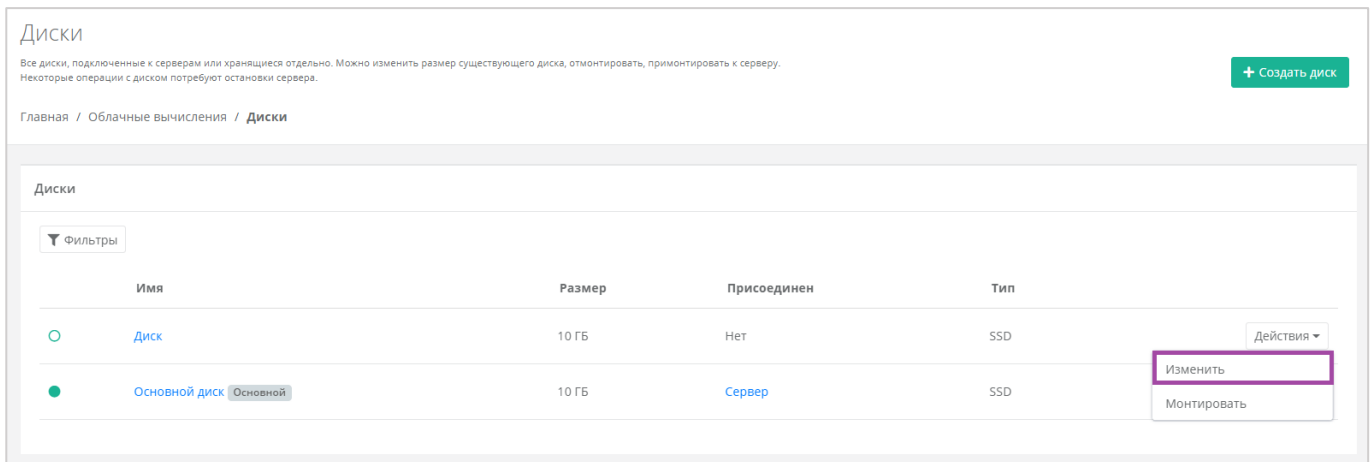 Диски
Все диски, подключенные к серверам или хранящиеся отдельно. Можно изменить размер существующего диска, отмонтировать, примонтировать к серверу.
Некоторые операции с диском потребуют остановки сервера.
+ Создать диск
Главная / Облачные вычисления / Диски
Диски
Фильтры
Имя Размер Присоединен Тип
Диск 10 ГБ Нет SSD Действия
Изменить
Основной диск Основной 10 ГБ Сервер SSD
Монтировать